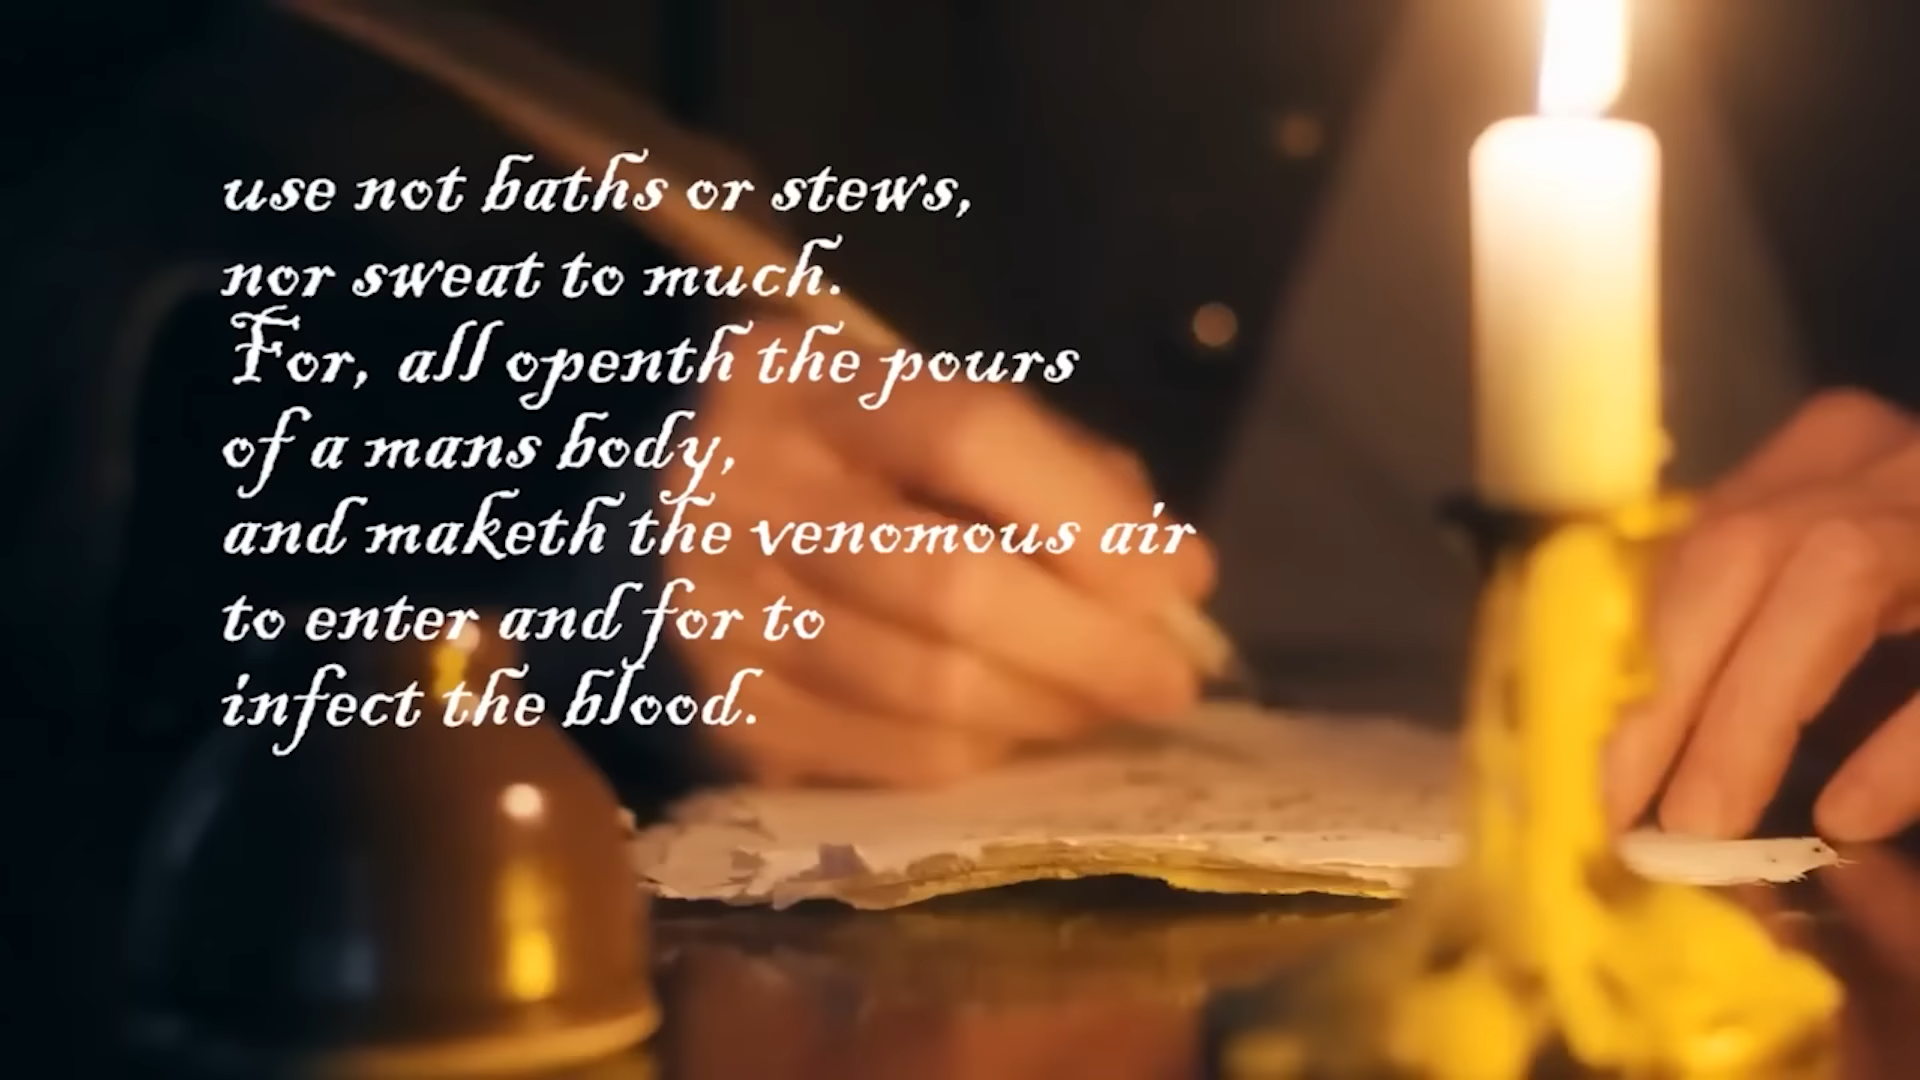 use not baths or stews,
nor sweat to much.
For, all openth the pours
of a mans body,
and maketh the venomous air
to enter and for to
infect the blood.